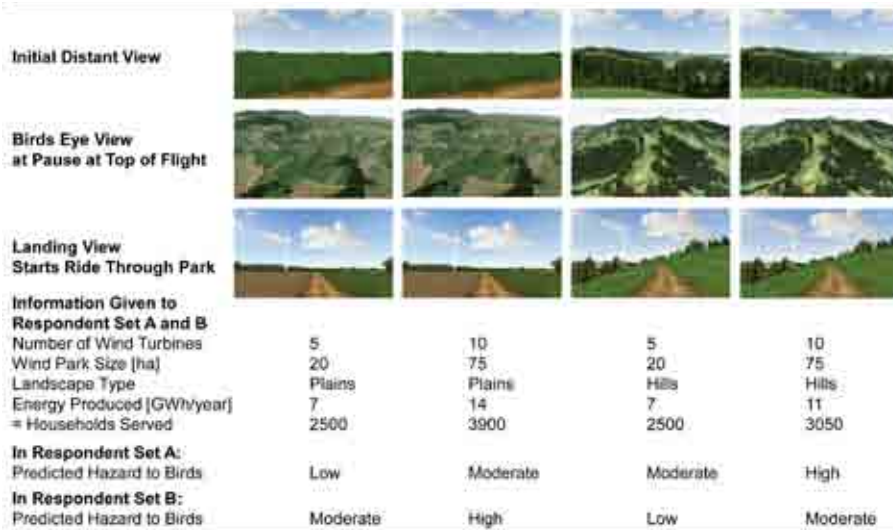 Initial Distant View
Birds Eye View
at Pause at Top of Flight
Landing View
Starts Ride Through Park
Information Given to
Respondent Set A and B
Number of Wind Turbines 5 10 5 10
Wind Park Size [ha] 20 75 20 75
Landscape Type Plains Plains Hills Hills
Energy Produced [GWh/year] 7 14 7 11
= Households Served 2500 3900 2500 3050
In Respondent Set A:
Predicted Hazard to Birds Low Moderate Moderate High
In Respondent Set B:
Predicted Hazard to Birds Moderate High Low Moderate